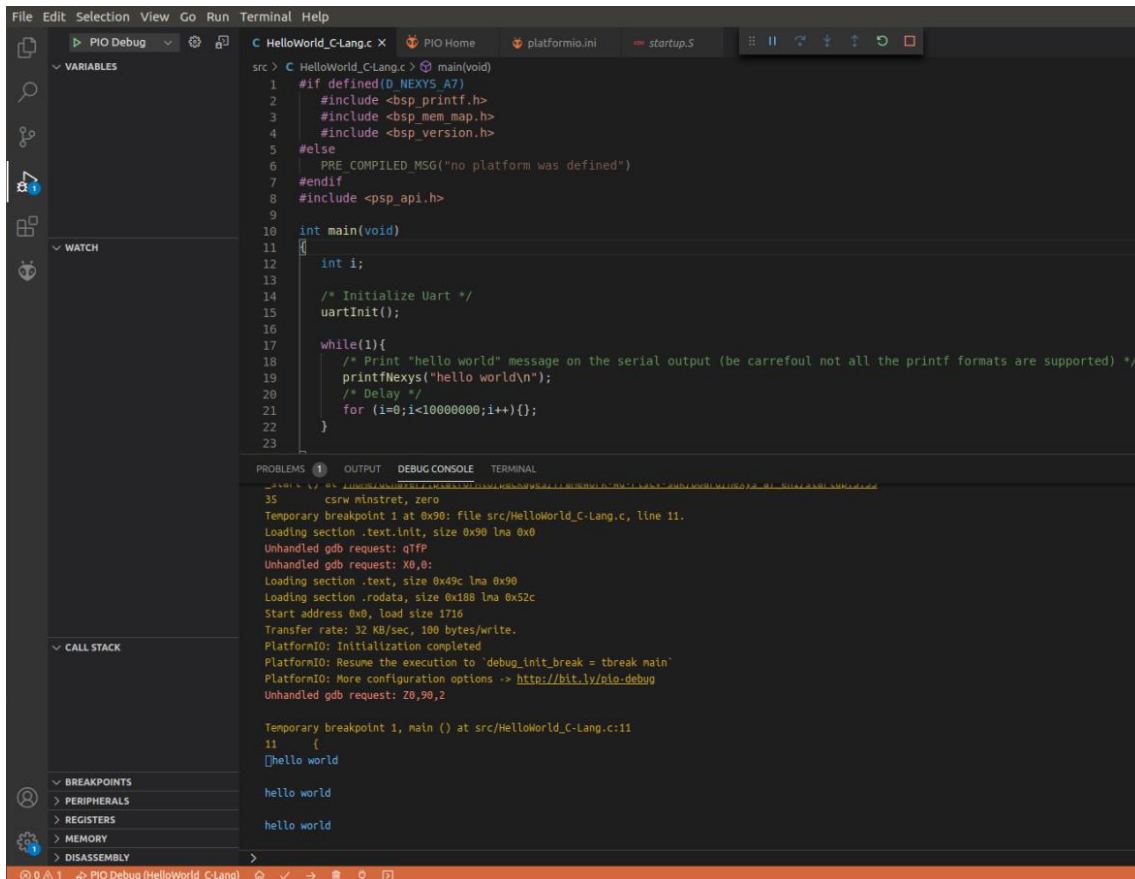 File Edit Selection View Go Run Terminal Help
PIO Debug
C HelloWorld_C-Lang.c × PIO Home platformio.ini startup.S
VARIABLES
src > C HelloWorld_C-Lang.c > main(void)
1 #if defined(D_NEXYS_A7)
2 #include <bsp_printf.h>
3 #include <bsp_mem_map.h>
4 #include <bsp_version.h>
5 #else
6 PRE_COMPILED_MSG("no platform was defined")
7 #endif
8 #include <psp_api.h>
9
10 int main(void)
WATCH
11 {
12 int i;
13
14 /* Initialize Uart */
15 uartInit();
16
17 while(1){
18 /* Print "hello world" message on the serial output (be carrefoul not all the printf formats are supported) */
19 printfNexys("hello world\n");
20 /* Delay */
21 for (i=0;i<10000000;i++){};
22 }
23
PROBLEMS 1 OUTPUT DEBUG CONSOLE TERMINAL
35 csrw minstret, zero
Temporary breakpoint 1 at 0x90: file src/HelloWorld_C-Lang.c, line 11.
Loading section .text.init, size 0x90 lma 0x0
Unhandled gdb request: qTfP
Unhandled gdb request: X0,0:
Loading section .text, size 0x49c lma 0x90
Loading section .rodata, size 0x188 lma 0x52c
Start address 0x0, load size 1716
Transfer rate: 32 KB/sec, 100 bytes/write.
CALL STACK
PlatformIO: Initialization completed
PlatformIO: Resume the execution to `debug_init_break = tbreak main`
PlatformIO: More configuration options -> http://bit.ly/pio-debug
Unhandled gdb request: Z0,90,2
Temporary breakpoint 1, main () at src/HelloWorld_C-Lang.c:11
11 {
hello world
BREAKPOINTS
hello world
PERIPHERALS
REGISTERS
hello world
MEMORY
DISASSEMBLY
>
0 1 PIO Debug (HelloWorld_C-Lang)